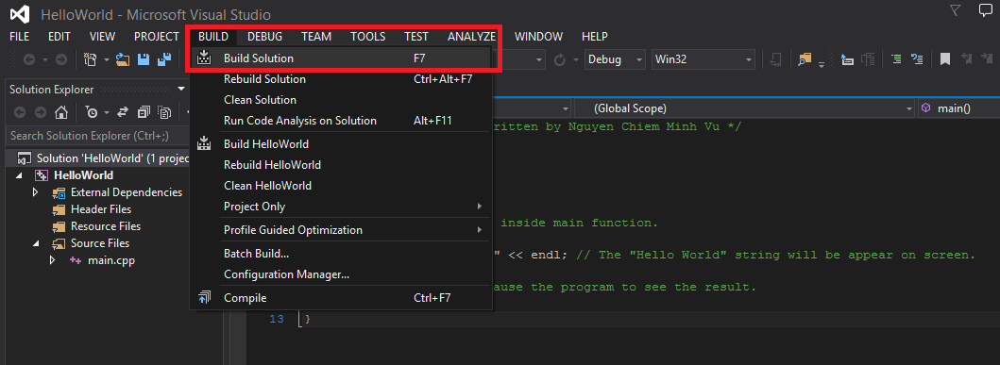 HelloWorld - Microsoft Visual Studio
FILE EDIT VIEW PROJECT BUILD DEBUG TEAM TOOLS TEST ANALYZE WINDOW HELP
Debug Win32
Build Solution F7
Rebuild Solution Ctrl+Alt+F7
Clean Solution
Run Code Analysis on Solution Alt+F11
Build HelloWorld
Rebuild HelloWorld
Clean HelloWorld
Project Only
Profile Guided Optimization
Batch Build...
Configuration Manager...
Compile Ctrl+F7
Solution Explorer
Search Solution Explorer (Ctrl+;)
Solution 'HelloWorld' (1 projec
HelloWorld
External Dependencies
Header Files
Resource Files
Source Files
main.cpp
(Global Scope) main()
ritten by Nguyen Chiem Minh Vu */
inside main function.
" << endl; // The "Hello World" string will be appear on screen.
ause the program to see the result.
13 }